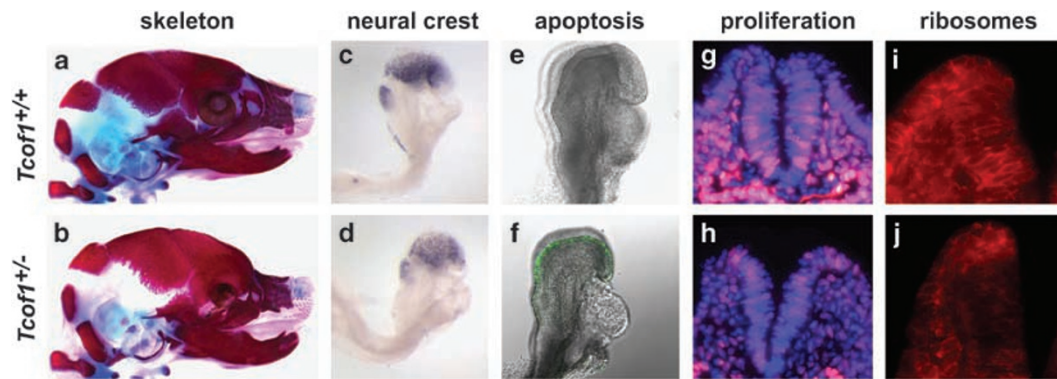 skeleton neural crest apoptosis proliferation ribosomes
Tcof1+/+
a c e g i
Tcof1+/-
b d f h j